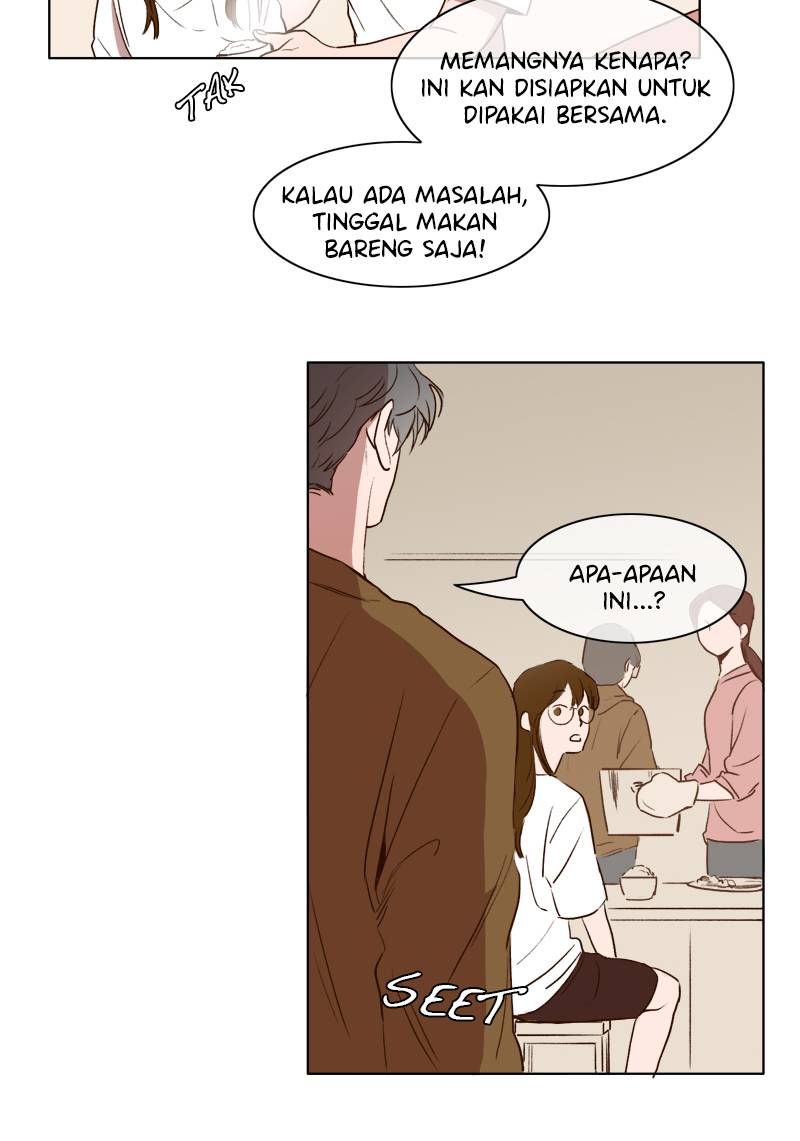 MEMANGNYA KENAPA?
INI KAN DISIAPKAN UNTUK
DIPAKAI BERSAMA.
TAK
KALAU ADA MASALAH,
TINGGAL MAKAN
BARENG SAJA!
APA-APAAN
INI...?
SEET